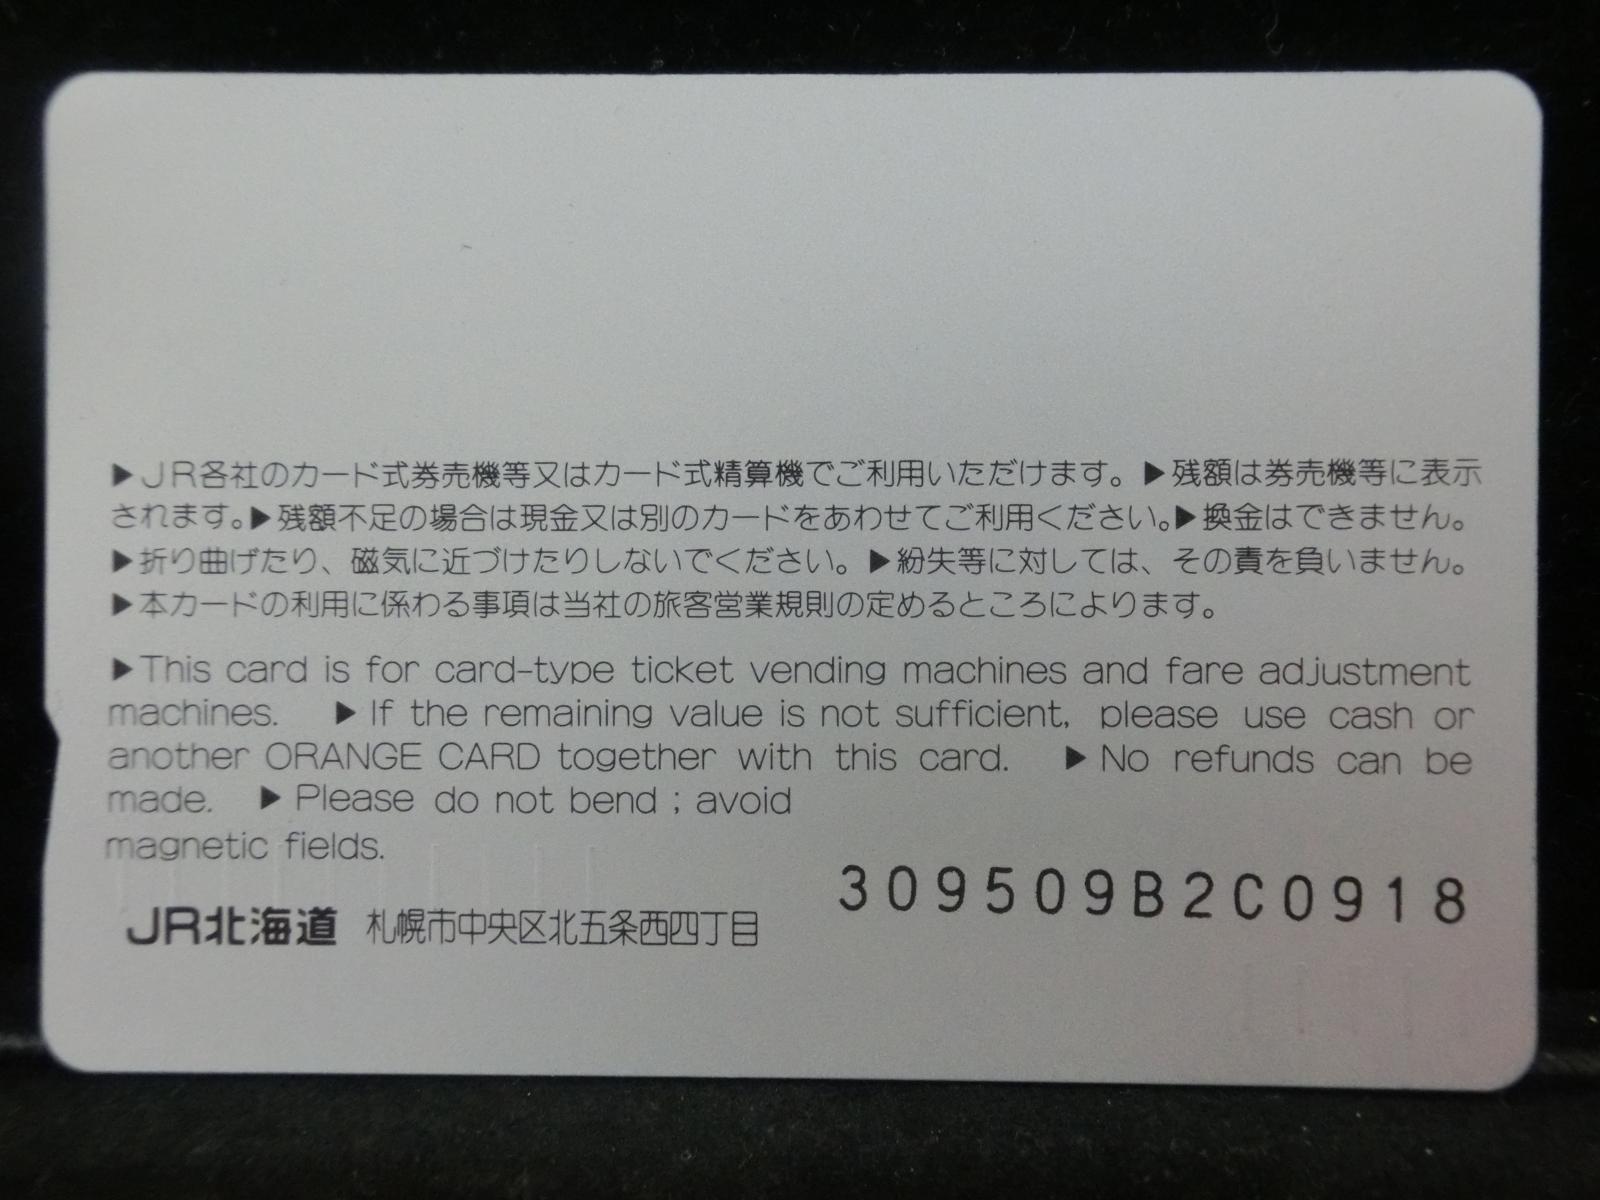 ▶JR各社のカード式券売機等又はカード式精算機でご利用いただけます。▶残額は券売機等に表示
されます。▶残額不足の場合は現金又は別のカードをあわせてご利用ください。▶換金はできません。
▶折り曲げたり、磁気に近づけたりしないでください。▶紛失等に対しては、その責を負いません。
▶本カードの利用に係わる事項は当社の旅客営業規則の定めるところによります。
▶This card is for card-type ticket vending machines and fare adjustment
machines. ▶If the remaining value is not sufficient, please use cash or
another ORANGE CARD together with this card. ▶No refunds can be
made. ▶Please do not bend ; avoid
magnetic fields.
309509B2C0918
JR北海道 札幌市中央区北五条西四丁目